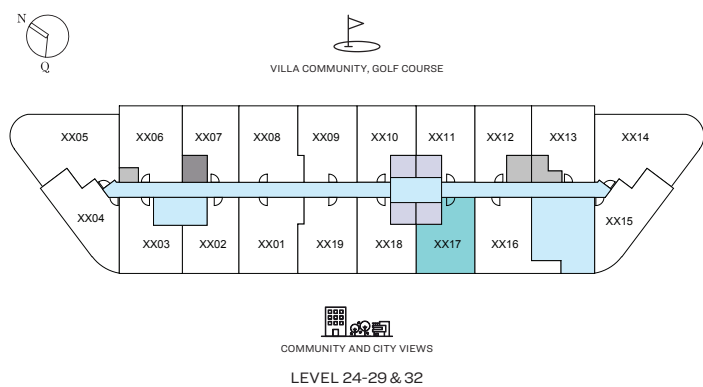 N
Q
VILLA COMMUNITY, GOLF COURSE
XX05 XX06 XX07 XX08 XX09 XX10 XX11 XX12 XX13 XX14
XX04 XX03 XX02 XX01 XX19 XX18 XX17 XX16 XX15
COMMUNITY AND CITY VIEWS
LEVEL 24-29 & 32